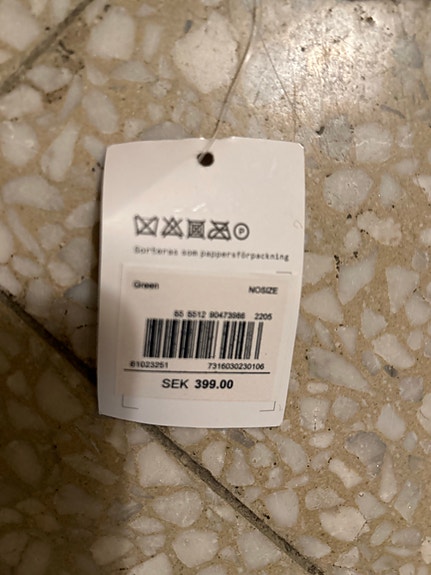 P
Sorteras som pappersförpackning
Green NOSIZE
55 5512 90473986 2205
61023251 7316030230106
SEK 399.00